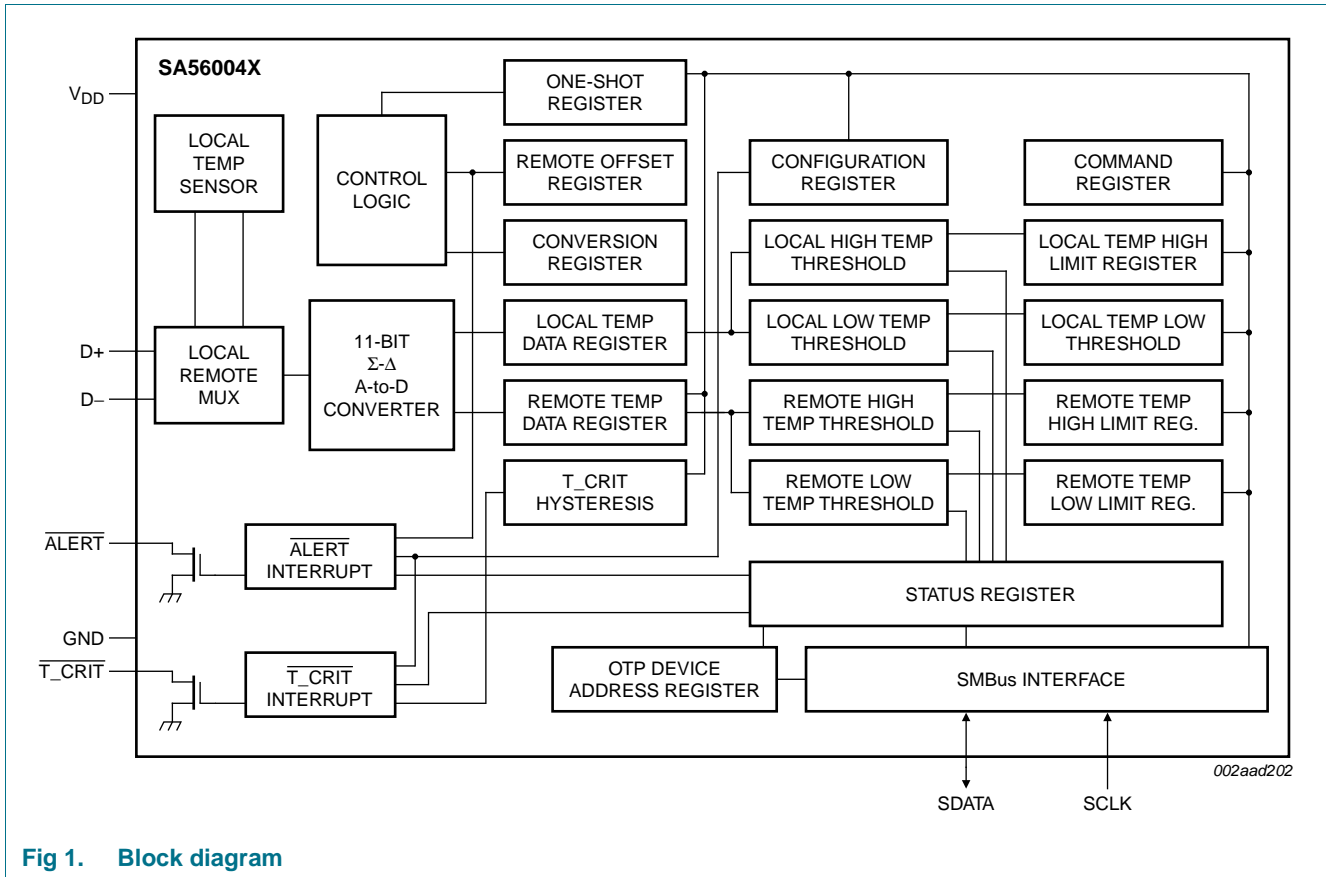 SA56004X
VDD
LOCAL
TEMP
SENSOR
CONTROL
LOGIC
ONE-SHOT
REGISTER
REMOTE OFFSET
REGISTER
CONFIGURATION
REGISTER
COMMAND
REGISTER
CONVERSION
REGISTER
LOCAL HIGH TEMP
THRESHOLD
LOCAL TEMP HIGH
LIMIT REGISTER
D+
D−
LOCAL
REMOTE
MUX
11-BIT
Σ-Δ
A-to-D
CONVERTER
LOCAL TEMP
DATA REGISTER
LOCAL LOW TEMP
THRESHOLD
LOCAL TEMP LOW
THRESHOLD
REMOTE TEMP
DATA REGISTER
REMOTE HIGH
TEMP THRESHOLD
REMOTE TEMP
HIGH LIMIT REG.
T_CRIT
HYSTERESIS
REMOTE LOW
TEMP THRESHOLD
REMOTE TEMP
LOW LIMIT REG.
ALERT
ALERT
INTERRUPT
STATUS REGISTER
GND
T_CRIT
T_CRIT
INTERRUPT
OTP DEVICE
ADDRESS REGISTER
SMBus INTERFACE
002aad202
SDATA
SCLK
Fig 1. Block diagram